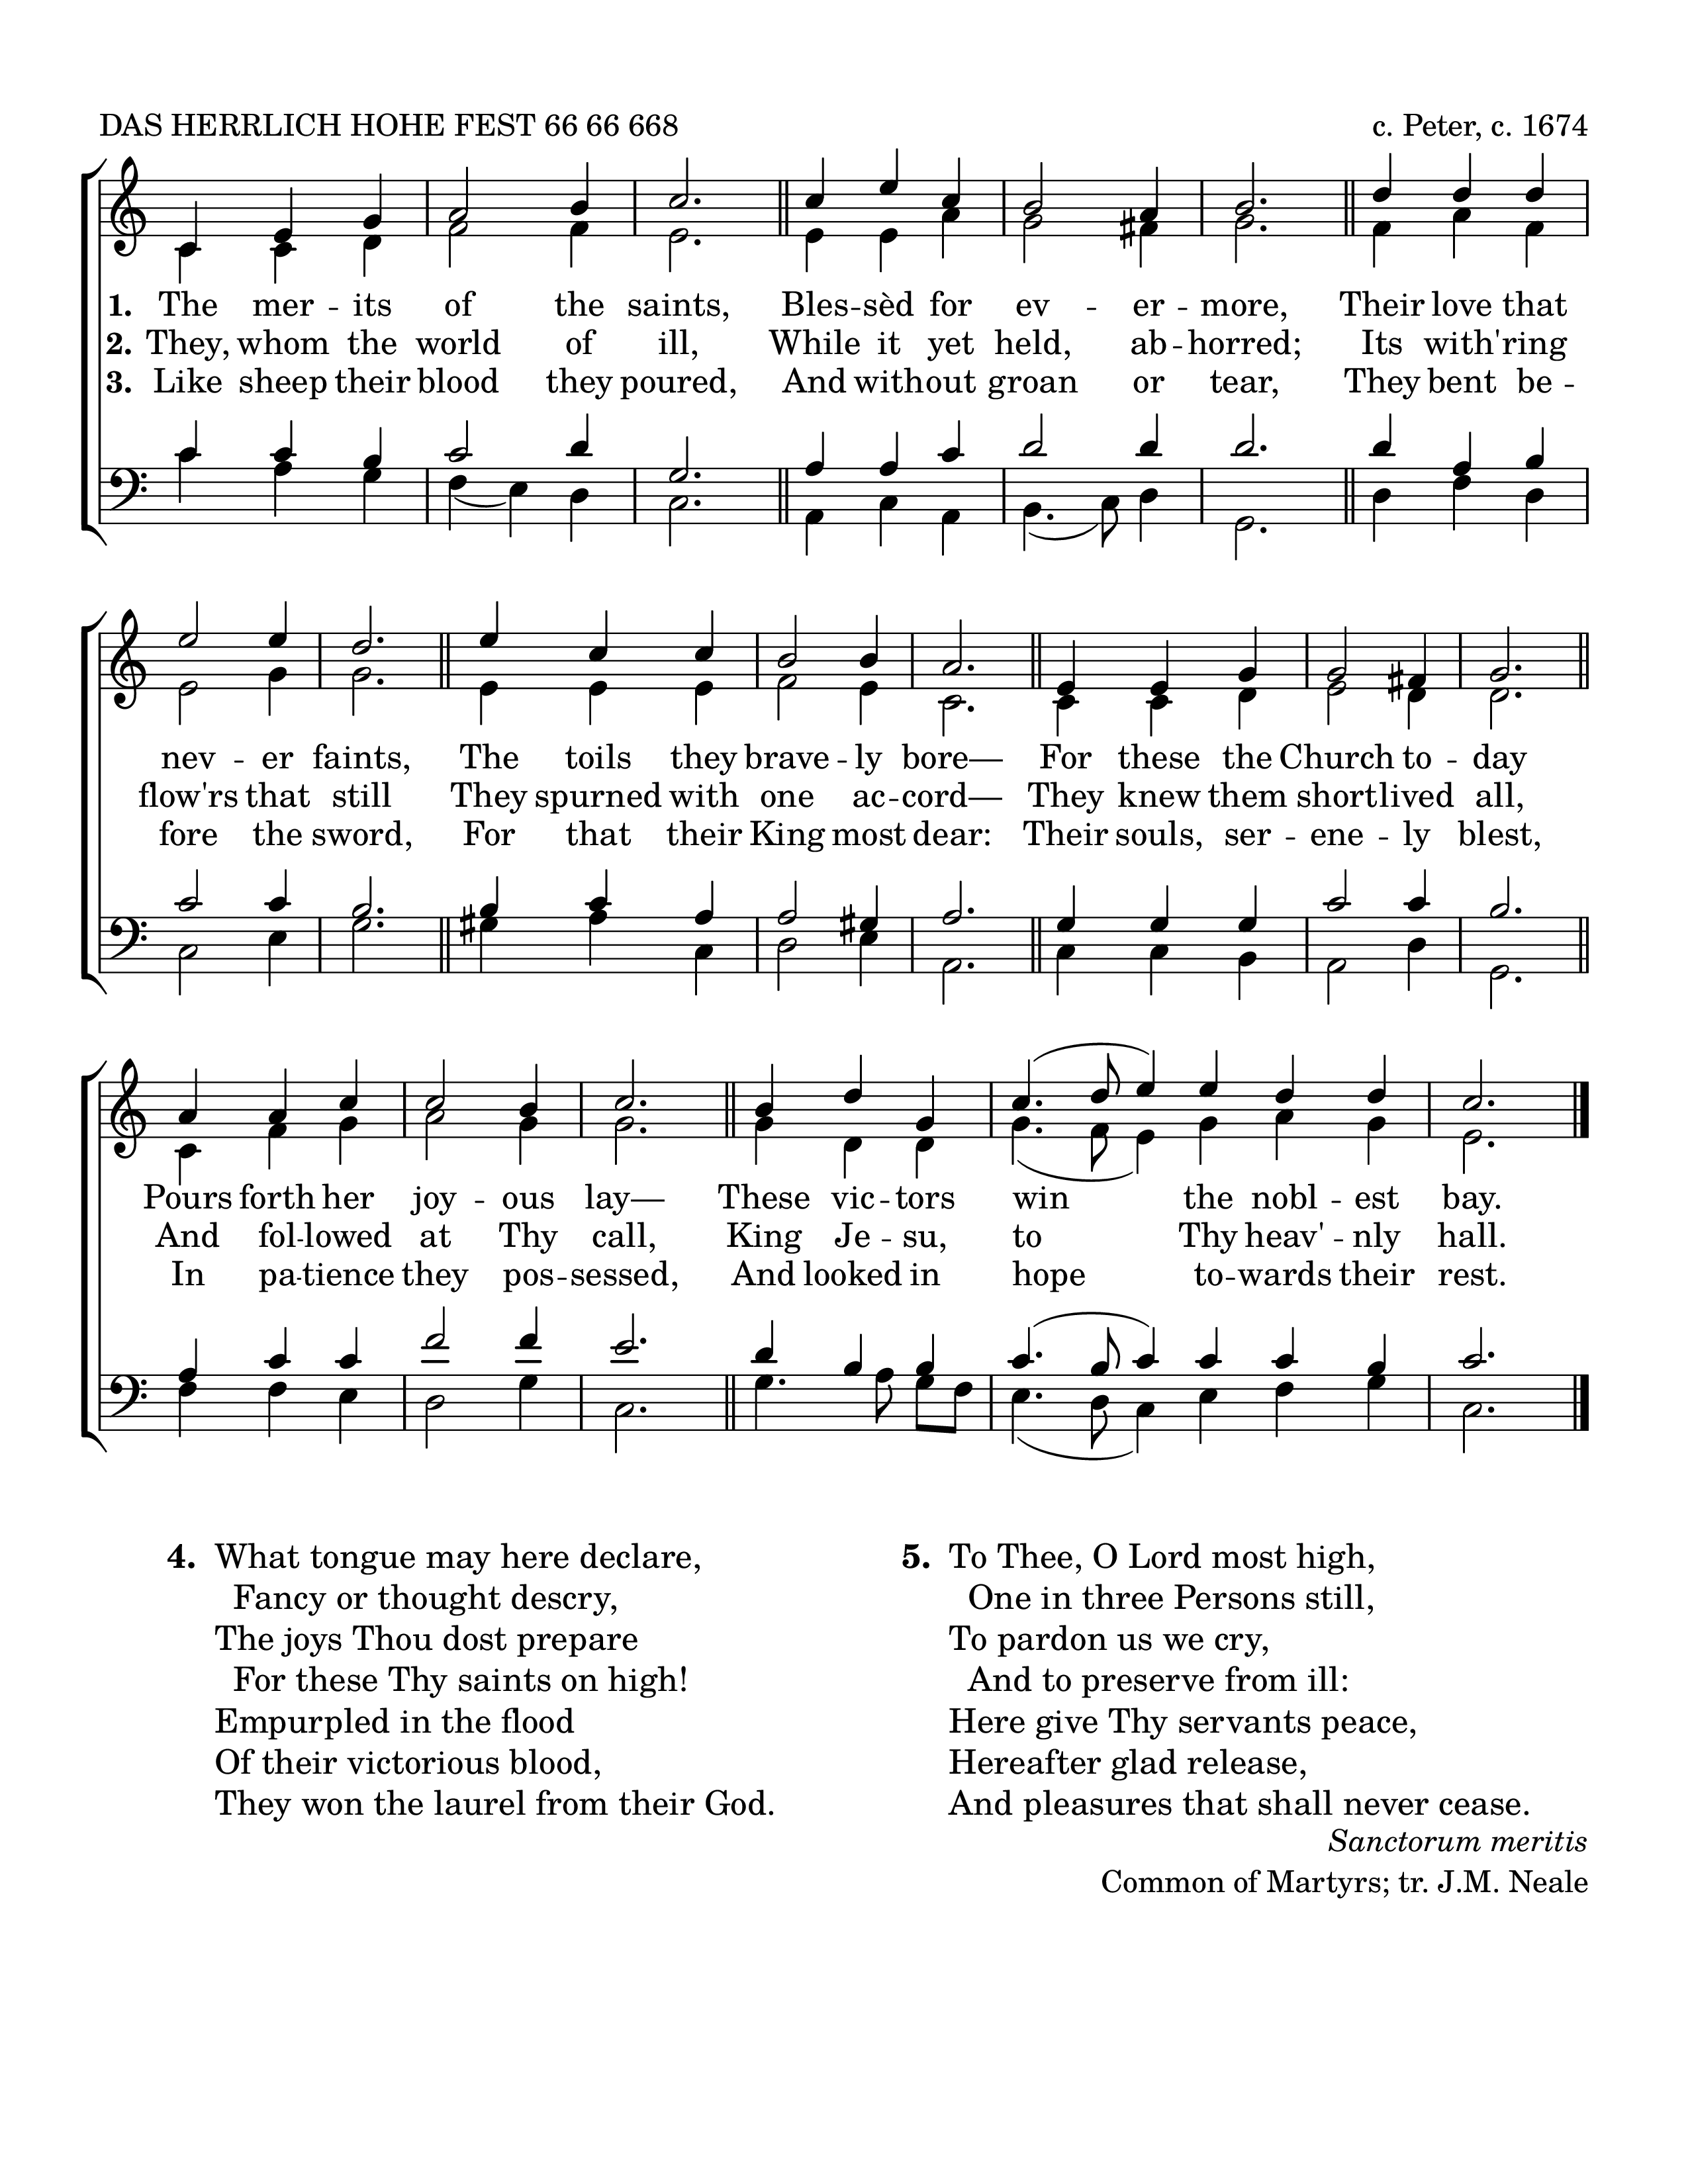 DAS HERRLICH HOHE FEST 66 66 668 c. Peter, c. 1674
1. The mer - its of the saints, Bles - sèd for ev - er - more, Their love that
2. They, whom the world of ill, While it yet held, ab - horred; Its with'ring
3. Like sheep their blood they poured, And without groan or tear, They bent be -
nev - er faints, The toils they brave - ly bore— For these the Church to - day
flow'rs that still They spurned with one ac - cord— They knew them shortlived all,
fore the sword, For that their King most dear: Their souls, ser - ene - ly blest,
Pours forth her joy - ous lay— These vic - tors win the nobl - est bay.
And fol - lowed at Thy call, King Je - su, to Thy heav' - nly hall.
In pa - tience they pos - sessed, And looked in hope to - wards their rest.
4. What tongue may here declare,
Fancy or thought descry,
The joys Thou dost prepare
For these Thy saints on high!
Empurpled in the flood
Of their victorious blood,
They won the laurel from their God.
5. To Thee, O Lord most high,
One in three Persons still,
To pardon us we cry,
And to preserve from ill:
Here give Thy servants peace,
Hereafter glad release,
And pleasures that shall never cease.
Sanctorum meritis
Common of Martyrs; tr. J.M. Neale